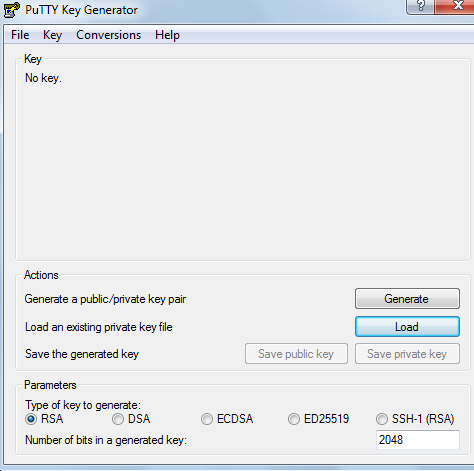 PuTTY Key Generator
File Key Conversions Help
Key
No key.
Actions
Generate a public/private key pair Generate
Load an existing private key file Load
Save the generated key Save public key Save private key
Parameters
Type of key to generate:
RSA DSA ECDSA ED25519 SSH-1 (RSA)
Number of bits in a generated key: 2048